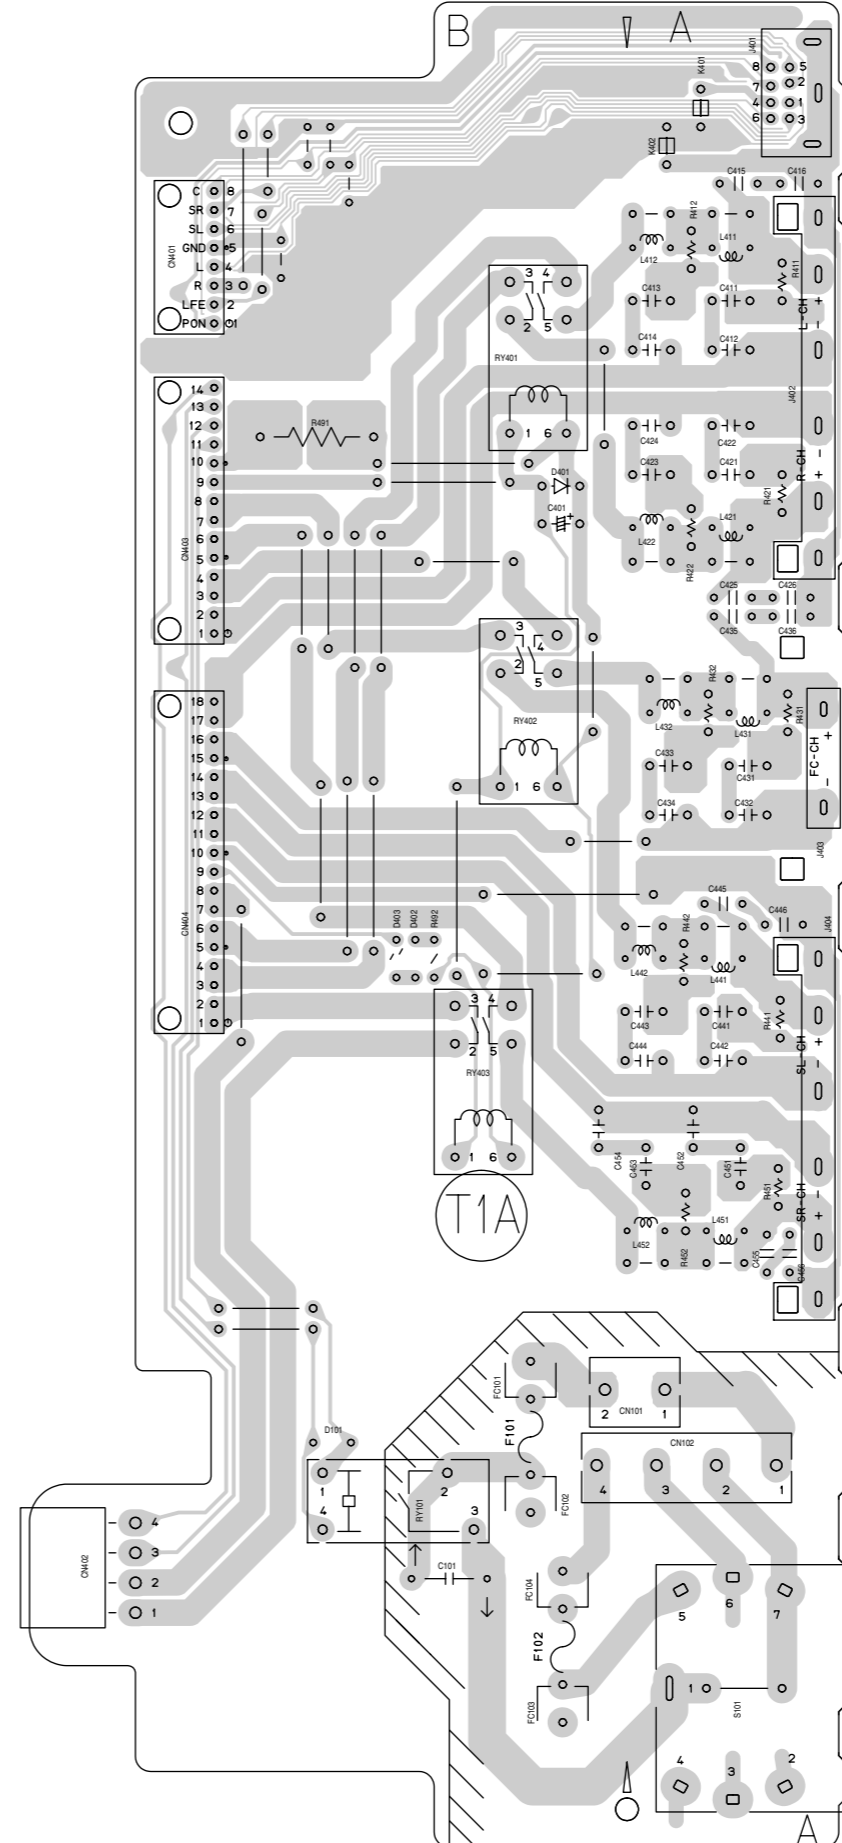 B
A
J401
K401
8 5
7 2
4 1
6 3
K402
C415 C416
C 8
SR 7
SL 6
GND 5
L 4
R 3
LFE 2
PON 1
CN401
R412
L411
L412
R411
C413 C411
L-CH + -
C414 C412
3 4
2 5
RY401
1 6
J402
14
13
12
11
10
9
8
7
6
5
4
3
2
1
CN403
R491
C424 C422
C423 C421
R-CH + -
R421
D401
C401 +
L421
L422
R422
C425 C426
C435 C436
3
4
2
5
RY402
1 6
R432
L432 L431
R431
C433 C431
C434 C432
FC-CH + -
J403
18
17
16
15
14
13
12
11
10
9
8
7
6
5
4
3
2
1
CN404
D403
D402
R492
C445
C446
J404
R442
L442 L441
R441
C443 C441
C444 C442
SL-CH + -
3 4
2 5
RY403
1 6
T1A
C454
C453
C452
C451
R451
SR-CH + -
L451
L452
R452
C455
C456
FC101
F101
2 1
CN101
CN102
4 3 2 1
D101
1
2
4
3
RY101
FC102
C101
CN402
4
3
2
1
FC104
F102
FC103
5 6 7
1
S101
4 3 2
A